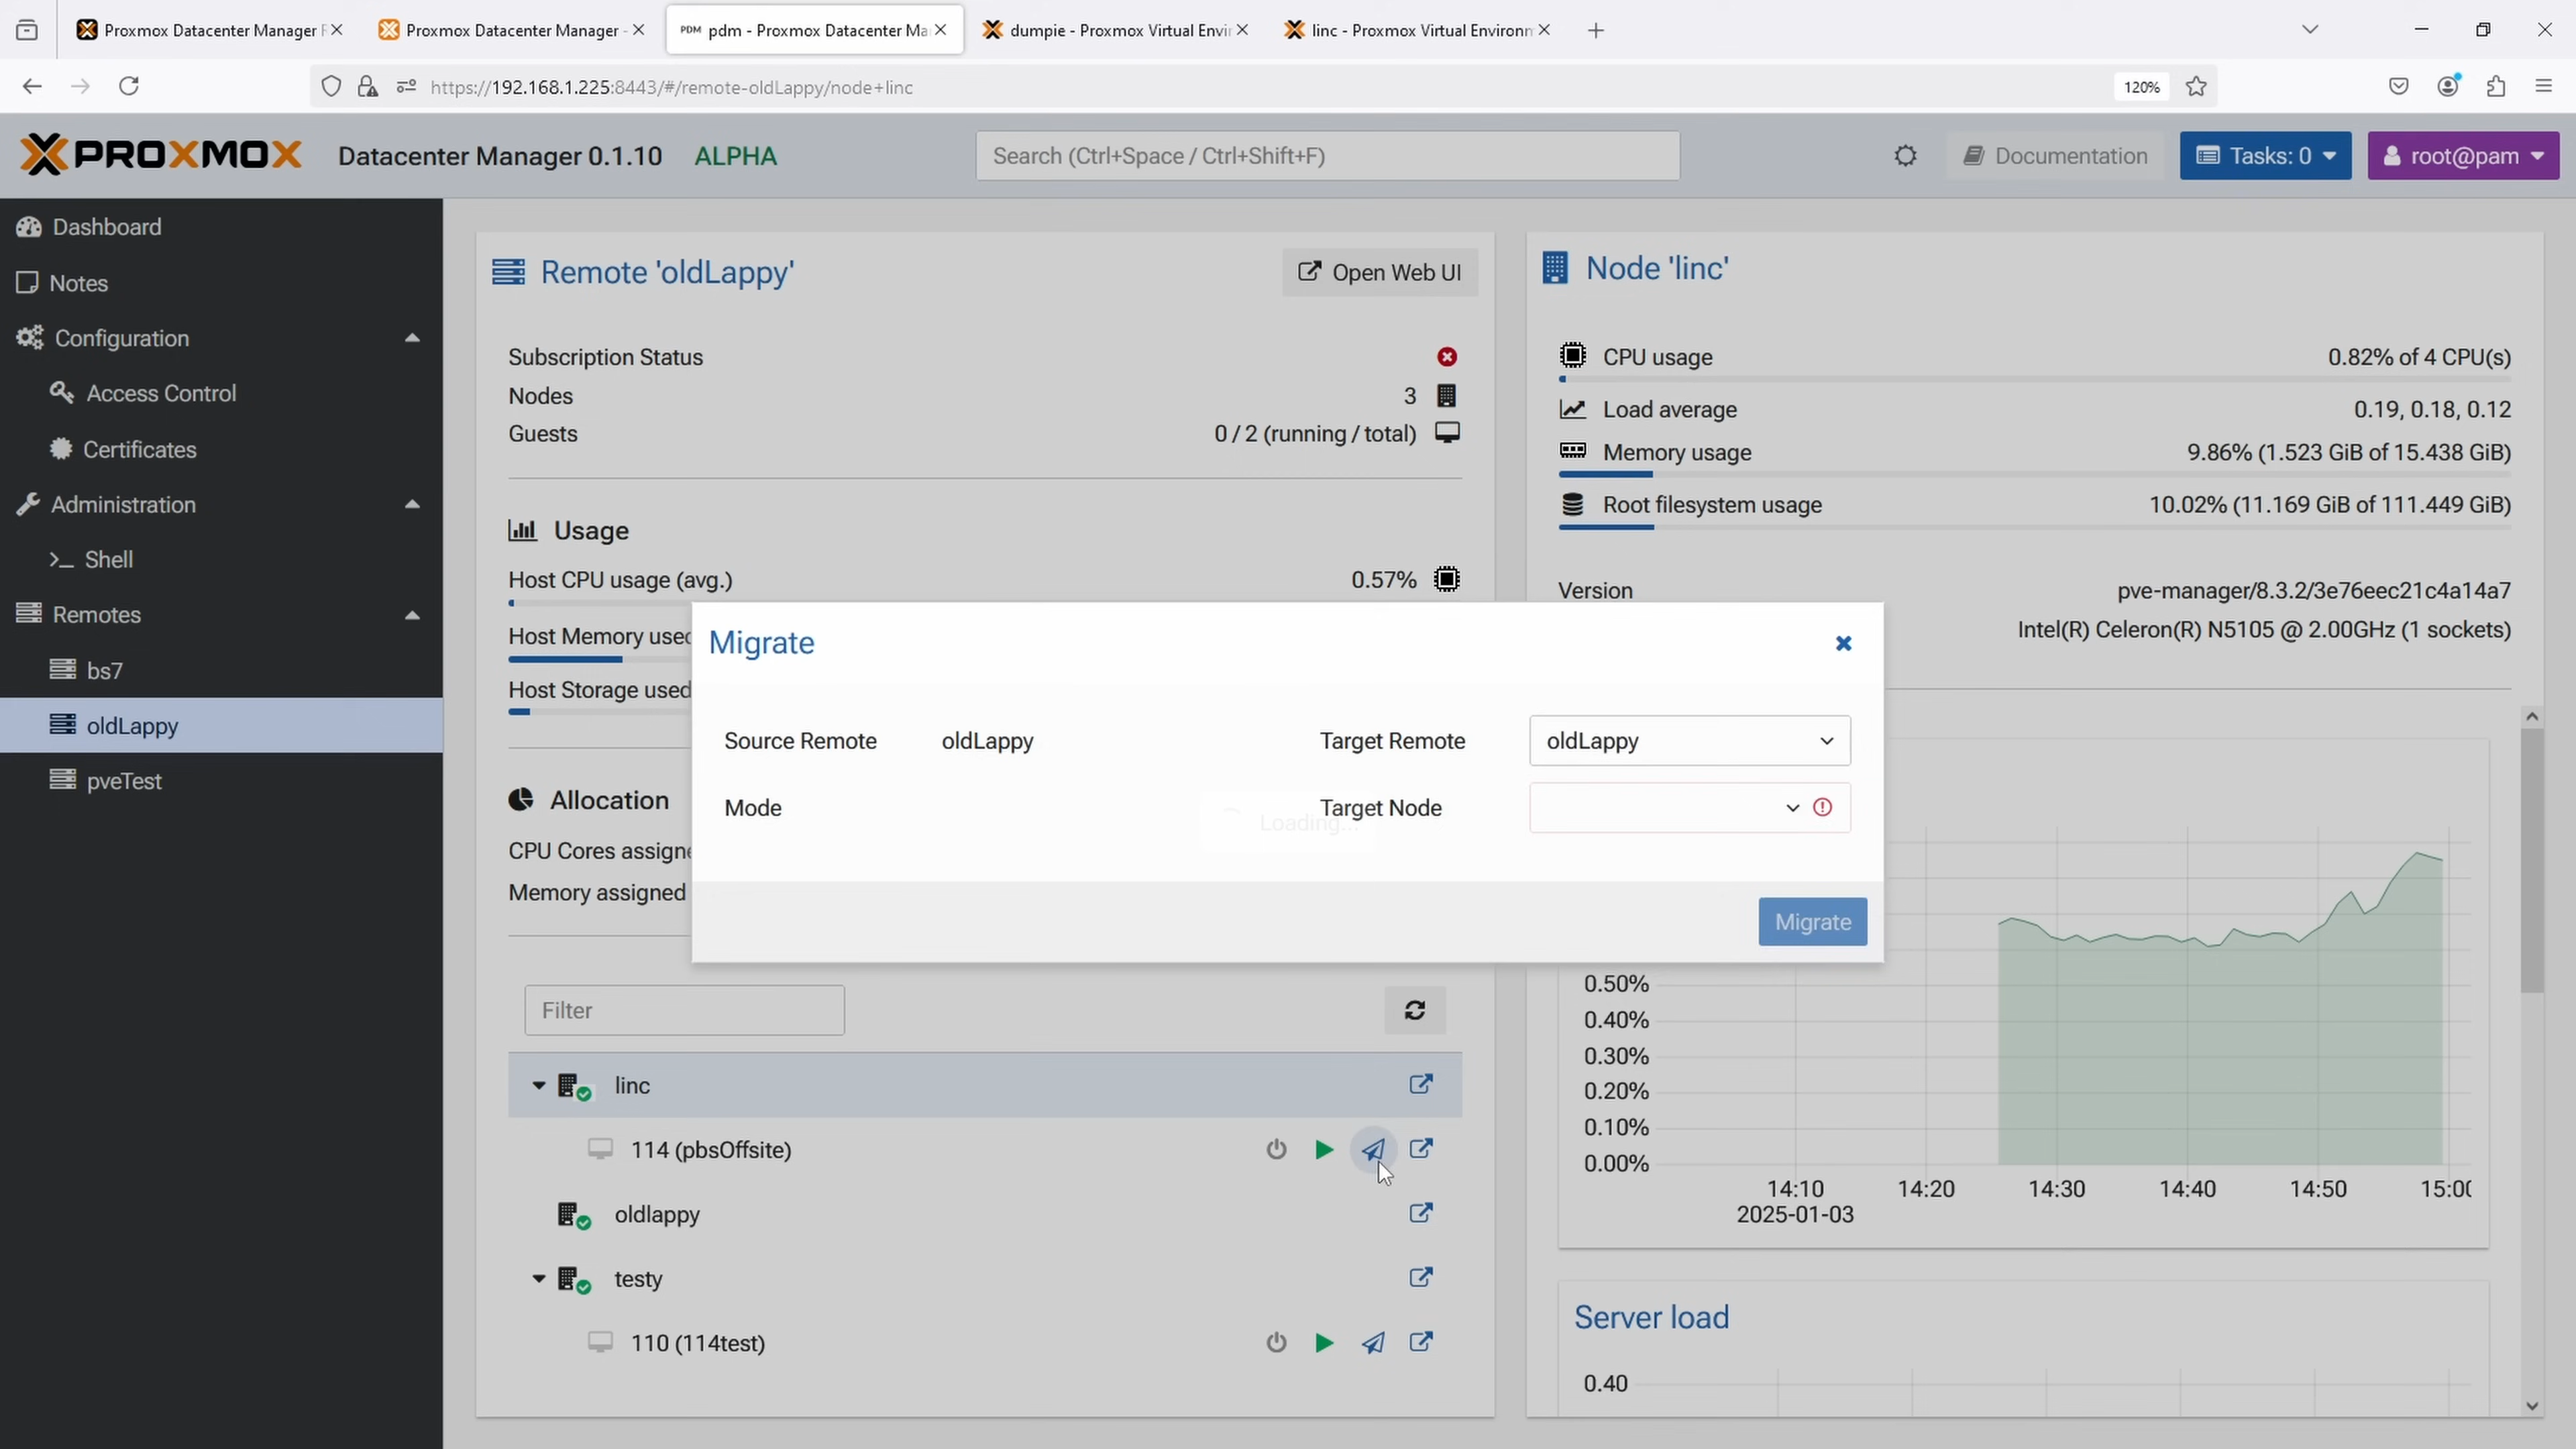 Proxmox Datacenter Manager F
Proxmox Datacenter Manager -
PDM pdm - Proxmox Datacenter Ma
dumpie - Proxmox Virtual Envir
linc - Proxmox Virtual Environm
https://192.168.1.225:8443/#/remote-oldLappy/node+linc
120%
PROXMOX
Datacenter Manager 0.1.10
ALPHA
Search (Ctrl+Space / Ctrl+Shift+F)
Documentation
Tasks: 0
root@pam
Dashboard
Notes
Configuration
Access Control
Certificates
Administration
Shell
Remotes
bs7
oldLappy
pveTest
Remote 'oldLappy'
Open Web UI
Subscription Status
Nodes 3
Guests 0 / 2 (running / total)
Usage
Host CPU usage (avg.) 0.57%
Host Memory used
Host Storage used
Allocation
CPU Cores assigne
Memory assigned
Filter
linc
114 (pbsOffsite)
oldlappy
testy
110 (114test)
Migrate
Source Remote oldLappy
Target Remote oldLappy
Mode
Target Node
Loading...
Migrate
Node 'linc'
CPU usage 0.82% of 4 CPU(s)
Load average 0.19, 0.18, 0.12
Memory usage 9.86% (1.523 GiB of 15.438 GiB)
Root filesystem usage 10.02% (11.169 GiB of 111.449 GiB)
Version pve-manager/8.3.2/3e76eec21c4a14a7
Intel(R) Celeron(R) N5105 @ 2.00GHz (1 sockets)
0.50%
0.40%
0.30%
0.20%
0.10%
0.00%
14:10 14:20 14:30 14:40 14:50 15:00
2025-01-03
Server load
0.40